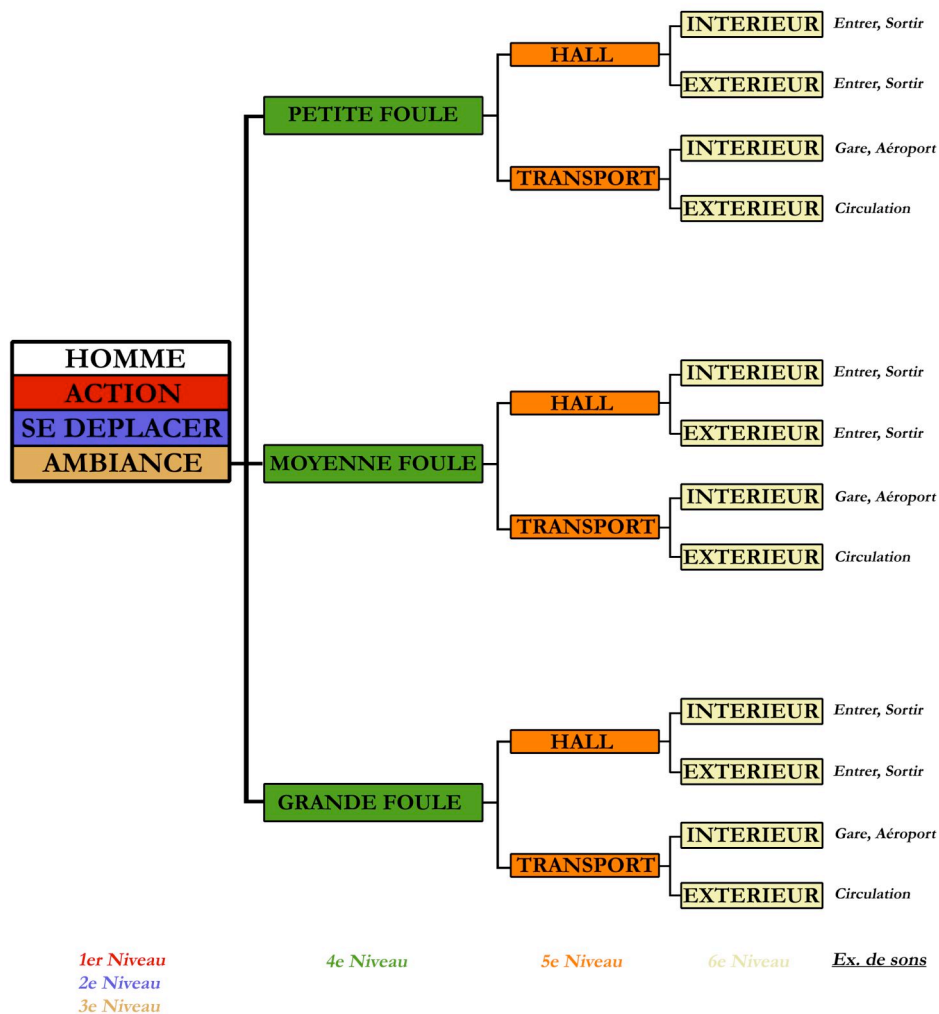 INTERIEUR Entrer, Sortir
HALL
EXTERIEUR Entrer, Sortir
PETITE FOULE
INTERIEUR Gare, Aéroport
TRANSPORT
EXTERIEUR Circulation
HOMME
ACTION
SE DEPLACER
AMBIANCE
INTERIEUR Entrer, Sortir
HALL
EXTERIEUR Entrer, Sortir
MOYENNE FOULE
INTERIEUR Gare, Aéroport
TRANSPORT
EXTERIEUR Circulation
INTERIEUR Entrer, Sortir
HALL
EXTERIEUR Entrer, Sortir
GRANDE FOULE
INTERIEUR Gare, Aéroport
TRANSPORT
EXTERIEUR Circulation
1er Niveau 4e Niveau 5e Niveau 6e Niveau Ex. de sons
2e Niveau
3e Niveau